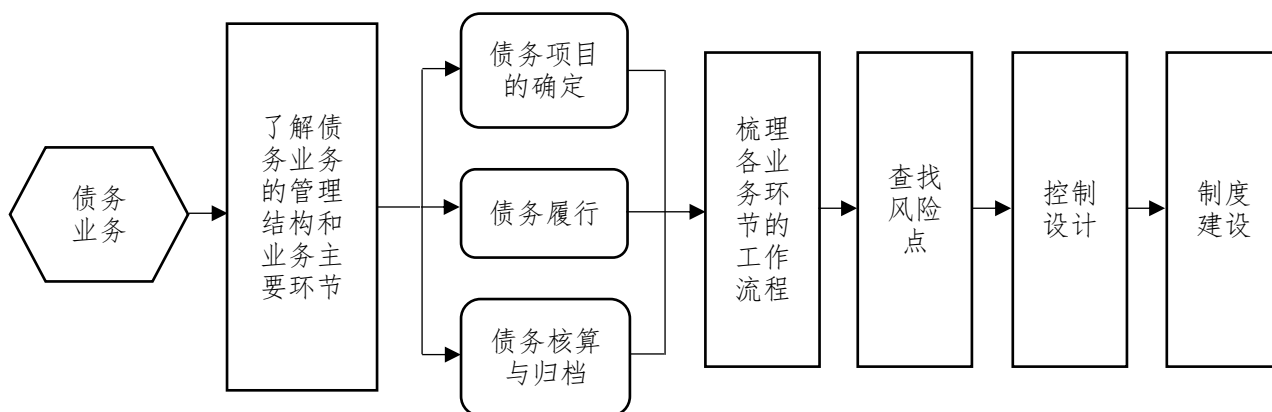 债务
业务
了解债
务业务
的管理
结构和
业务主
要环节
债务项目
的确定
债务履行
债务核算
与归档
梳理
各业
务环
节的
工作
流程
查找
风险
点
控制
设计
制度
建设